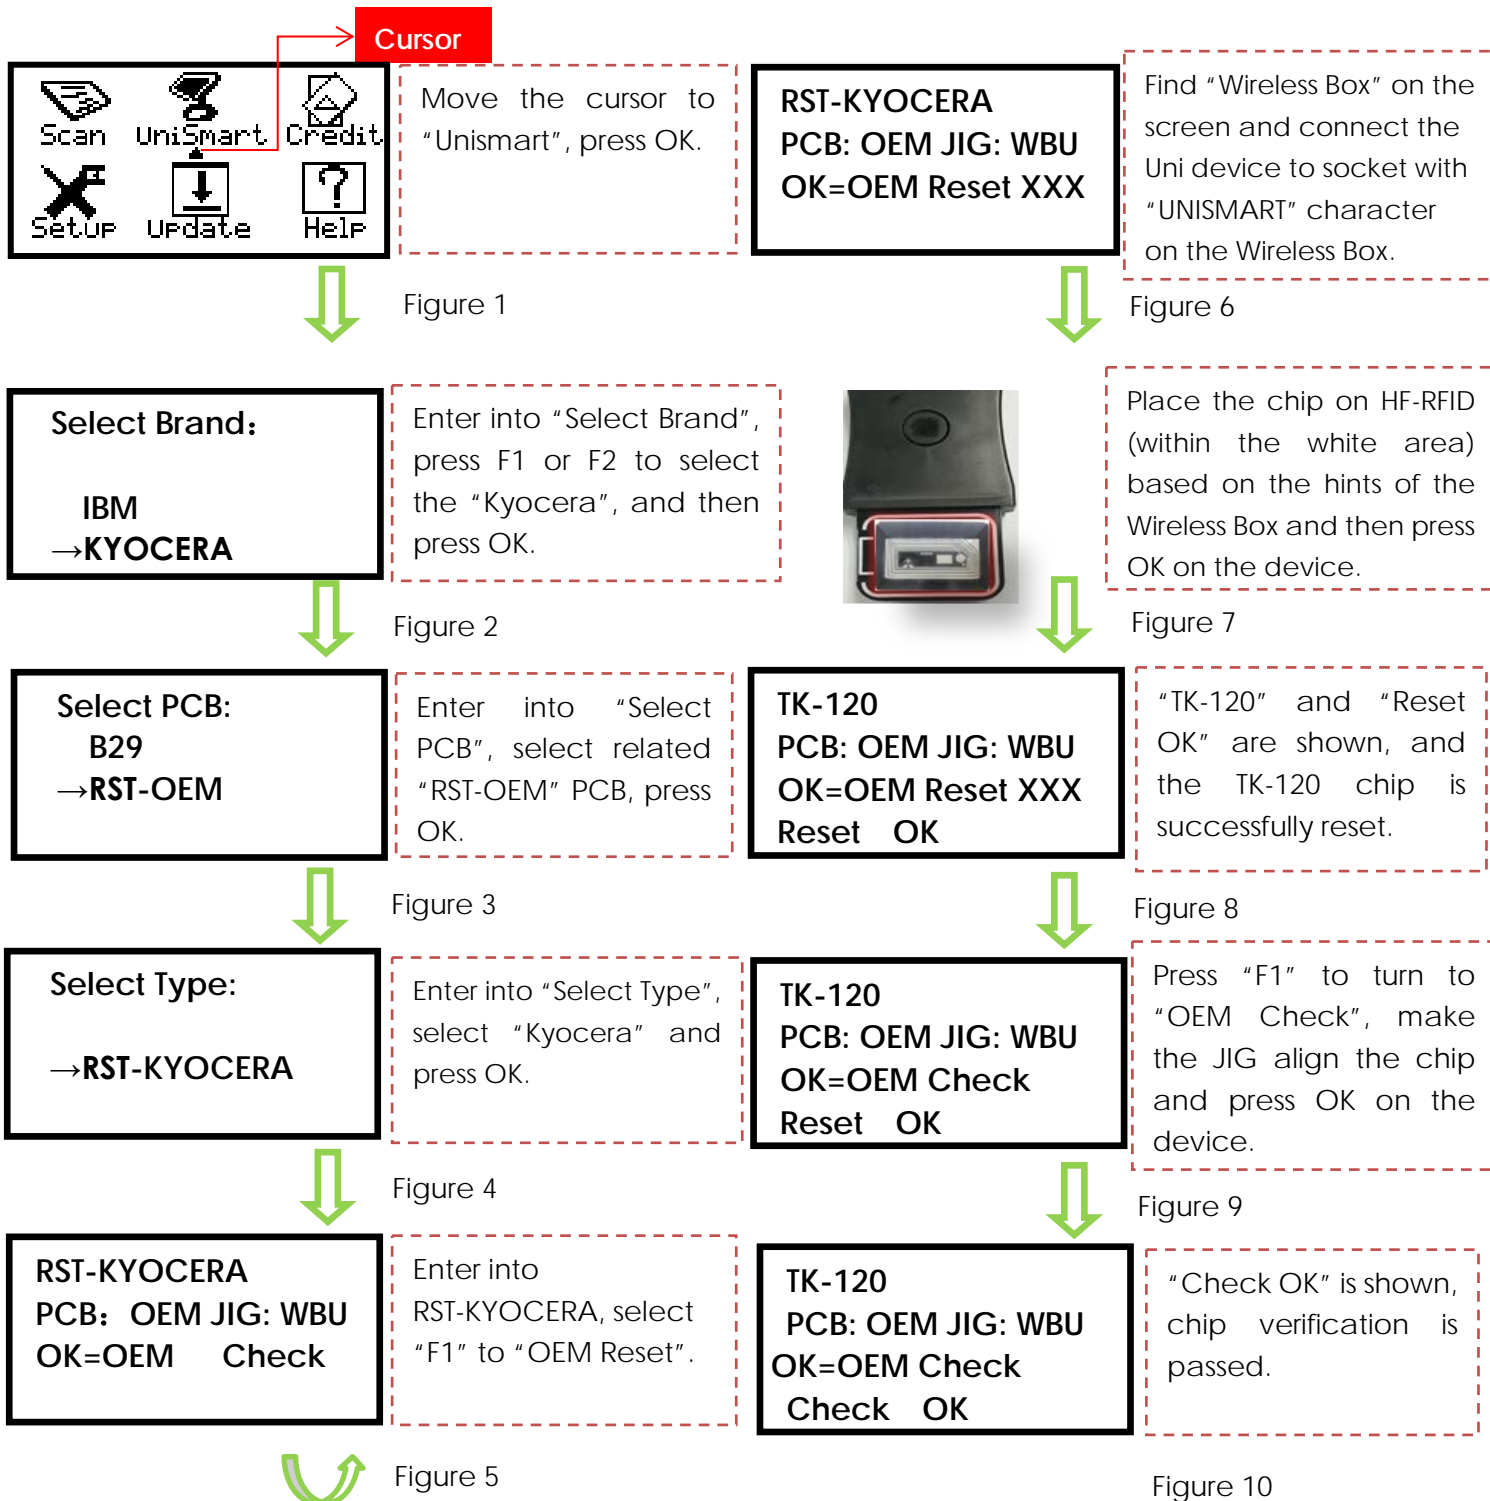 Cursor
Scan UniSmart Credit
Setup Update Help
Move the cursor to
“Unismart”, press OK.
Figure 1
Select Brand：
IBM
→KYOCERA
Enter into “Select Brand”,
press F1 or F2 to select
the “Kyocera”, and then
press OK.
Figure 2
Select PCB:
B29
→RST-OEM
Enter into “Select
PCB”, select related
“RST-OEM” PCB, press
OK.
Figure 3
Select Type:
→RST-KYOCERA
Enter into “Select Type”,
select “Kyocera” and
press OK.
Figure 4
RST-KYOCERA
PCB：OEM JIG: WBU
OK=OEM Check
Enter into
RST-KYOCERA, select
“F1” to “OEM Reset”.
Figure 5
RST-KYOCERA
PCB: OEM JIG: WBU
OK=OEM Reset XXX
Find “Wireless Box” on the
screen and connect the
Uni device to socket with
“UNISMART” character
on the Wireless Box.
Figure 6
Place the chip on HF-RFID
(within the white area)
based on the hints of the
Wireless Box and then press
OK on the device.
Figure 7
TK-120
PCB: OEM JIG: WBU
OK=OEM Reset XXX
Reset OK
“TK-120” and “Reset
OK” are shown, and
the TK-120 chip is
successfully reset.
Figure 8
TK-120
PCB: OEM JIG: WBU
OK=OEM Check
Reset OK
Press “F1” to turn to
“OEM Check”, make
the JIG align the chip
and press OK on the
device.
Figure 9
TK-120
PCB: OEM JIG: WBU
OK=OEM Check
Check OK
“Check OK” is shown,
chip verification is
passed.
Figure 10